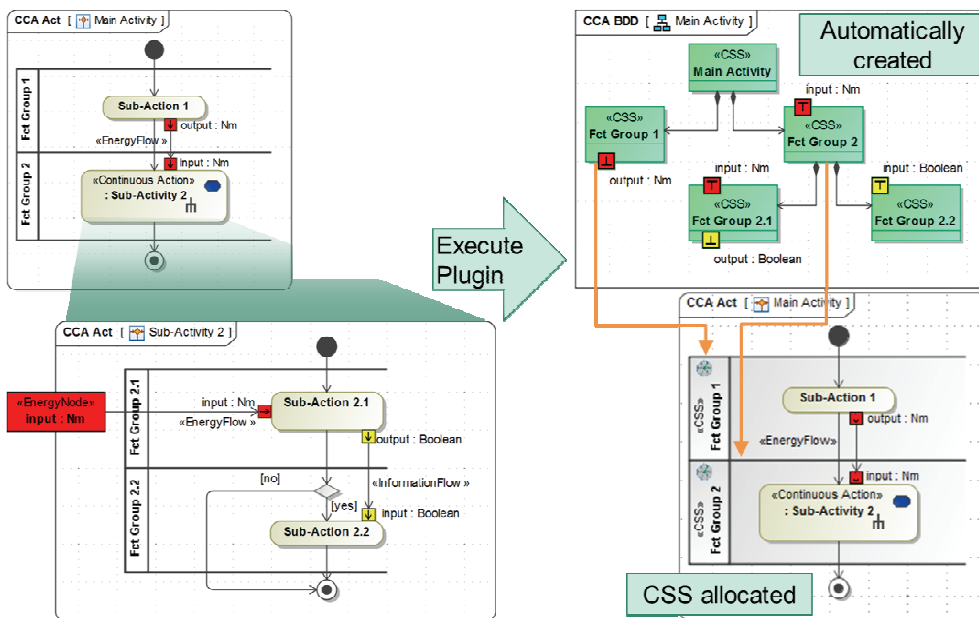 CCA Act [ Main Activity ]
Fct Group 1
Sub-Action 1
output : Nm
«EnergyFlow »
Fct Group 2
input : Nm
«Continuous Action»
: Sub-Activity 2
CCA Act [ Sub-Activity 2 ]
«EnergyNode»
input : Nm
Fct Group 2.1
input : Nm
«EnergyFlow »
Sub-Action 2.1
output : Boolean
Fct Group 2.2
[no]
«InformationFlow »
[yes]
input : Boolean
Sub-Action 2.2
Execute
Plugin
CCA BDD [ Main Activity ]
Automatically
created
«CSS»
Main Activity
input : Nm
«CSS»
Fct Group 1
output : Nm
«CSS»
Fct Group 2
input : Nm
«CSS»
Fct Group 2.1
output : Boolean
input : Boolean
«CSS»
Fct Group 2.2
CCA Act [ Main Activity ]
«CSS»
Fct Group 1
Sub-Action 1
output : Nm
«EnergyFlow »
«CSS»
Fct Group 2
input : Nm
«Continuous Action»
: Sub-Activity 2
CSS allocated